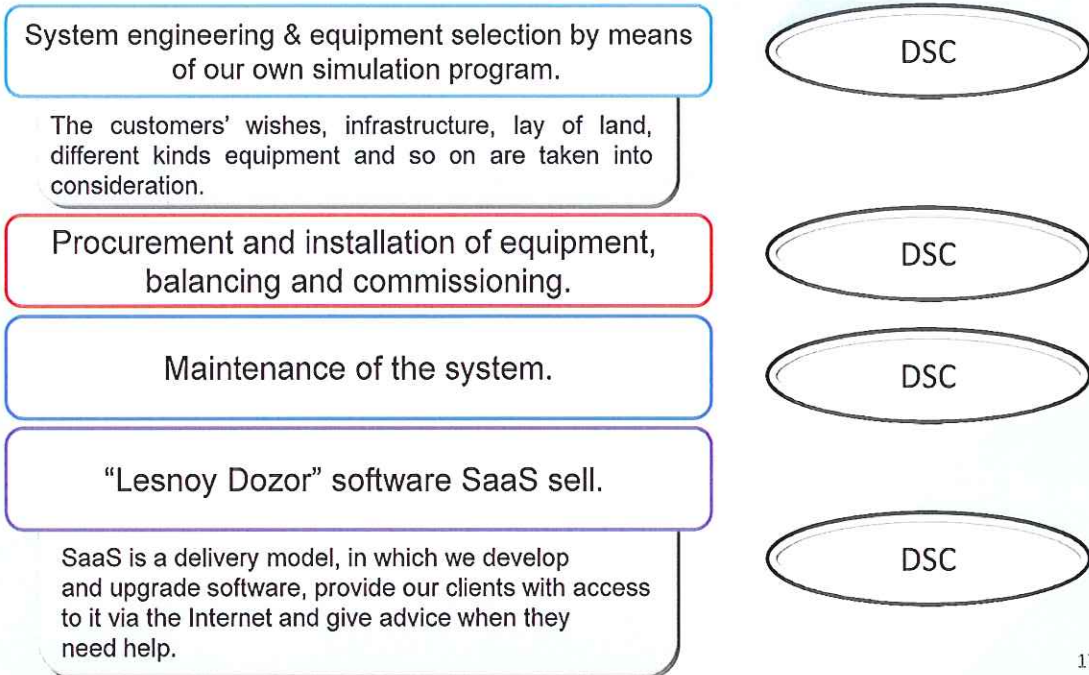 System engineering & equipment selection by means
of our own simulation program.
DSC
The customers' wishes, infrastructure, lay of land,
different kinds equipment and so on are taken into
consideration.
Procurement and installation of equipment,
balancing and commissioning.
DSC
Maintenance of the system.
DSC
“Lesnoy Dozor” software SaaS sell.
SaaS is a delivery model, in which we develop
and upgrade software, provide our clients with access
to it via the Internet and give advice when they
need help.
DSC